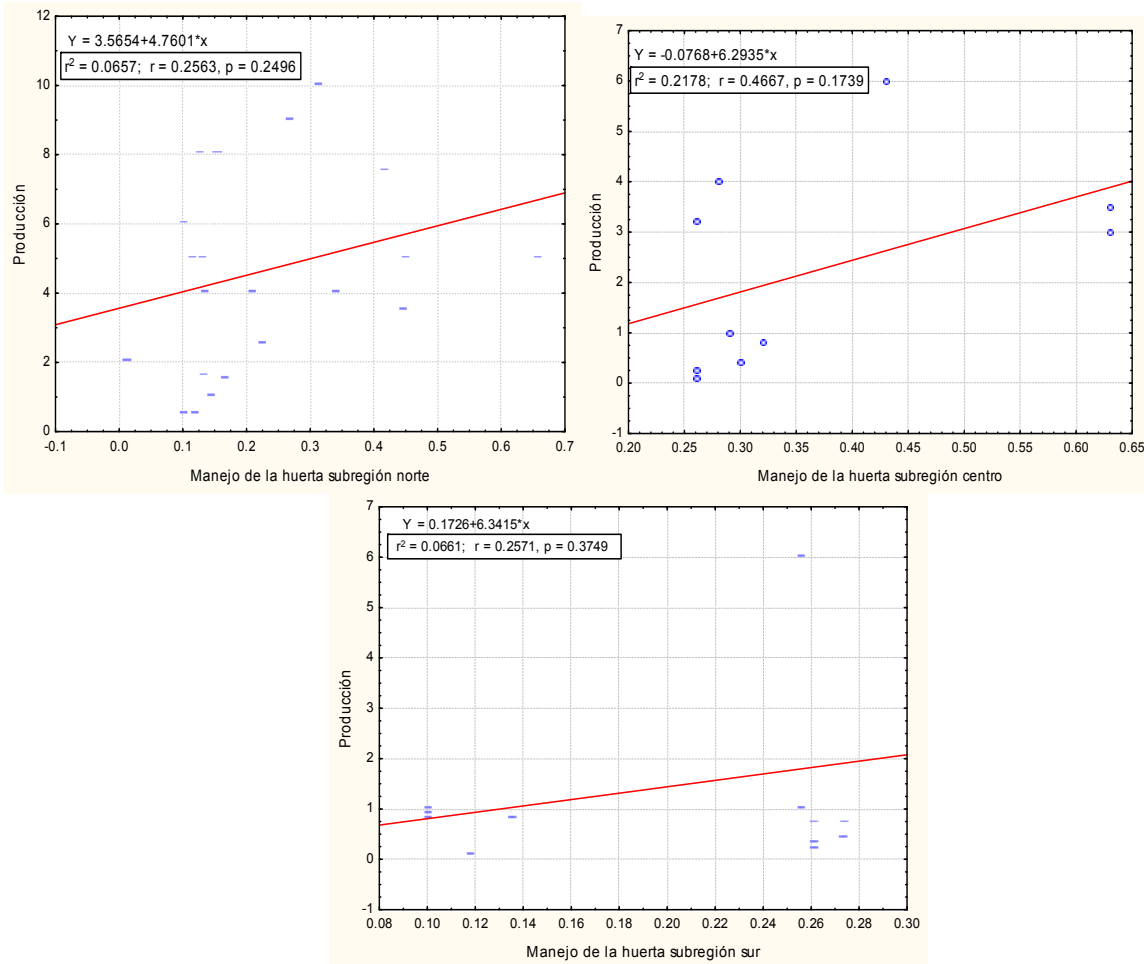 Y = 3.5654+4.7601*x
r² = 0.0657; r = 0.2563, p = 0.2496
Producción
12
10
8
6
4
2
0
-0.1 0.0 0.1 0.2 0.3 0.4 0.5 0.6 0.7
Manejo de la huerta subregión norte
Y = -0.0768+6.2935*x
r² = 0.2178; r = 0.4667, p = 0.1739
Producción
7
6
5
4
3
2
1
0
-1
0.20 0.25 0.30 0.35 0.40 0.45 0.50 0.55 0.60 0.65
Manejo de la huerta subregión centro
Y = 0.1726+6.3415*x
r² = 0.0661; r = 0.2571, p = 0.3749
Producción
7
6
5
4
3
2
1
0
-1
0.08 0.10 0.12 0.14 0.16 0.18 0.20 0.22 0.24 0.26 0.28 0.30
Manejo de la huerta subregión sur